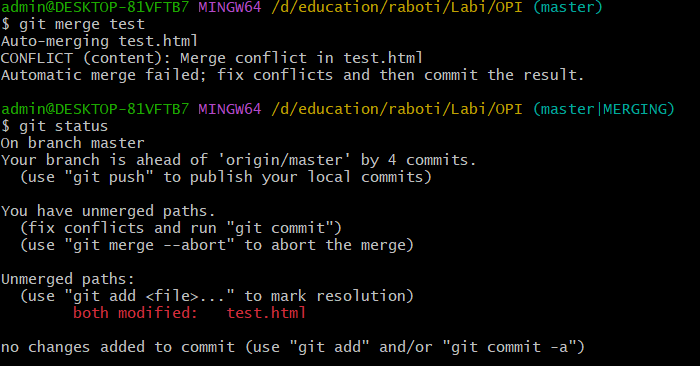 admin@DESKTOP-81VFTB7 MINGW64 /d/education/raboti/Labi/OPI (master)
$ git merge test
Auto-merging test.html
CONFLICT (content): Merge conflict in test.html
Automatic merge failed; fix conflicts and then commit the result.

admin@DESKTOP-81VFTB7 MINGW64 /d/education/raboti/Labi/OPI (master|MERGING)
$ git status
On branch master
Your branch is ahead of 'origin/master' by 4 commits.
  (use "git push" to publish your local commits)

You have unmerged paths.
  (fix conflicts and run "git commit")
  (use "git merge --abort" to abort the merge)

Unmerged paths:
  (use "git add <file>..." to mark resolution)
        both modified:   test.html

no changes added to commit (use "git add" and/or "git commit -a")